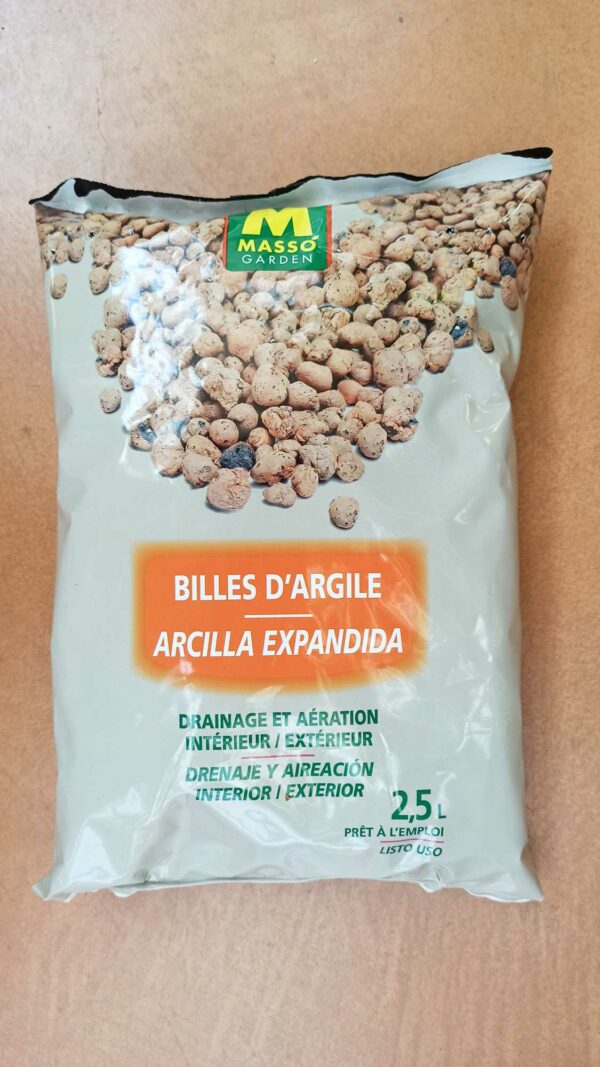 M
MASSÓ
GARDEN
BILLES D'ARGILE
ARCILLA EXPANDIDA
DRAINAGE ET AÉRATION
INTÉRIEUR / EXTÉRIEUR
DRENAJE Y AIREACIÓN
INTERIOR / EXTERIOR
2,5 L
PRÊT À L'EMPLOI
LISTO USO